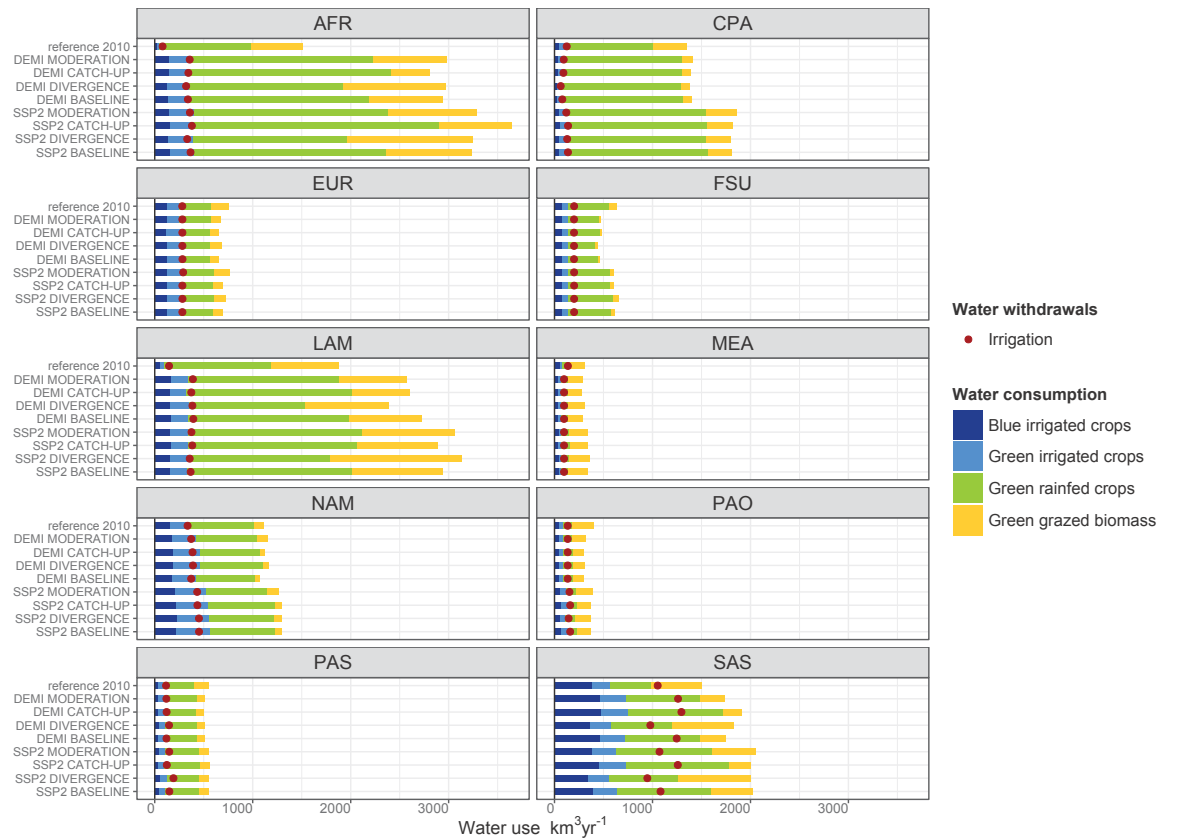 AFR
CPA
reference 2010
DEMI MODERATION
DEMI CATCH-UP
DEMI DIVERGENCE
DEMI BASELINE
SSP2 MODERATION
SSP2 CATCH-UP
SSP2 DIVERGENCE
SSP2 BASELINE
EUR
FSU
reference 2010
DEMI MODERATION
DEMI CATCH-UP
DEMI DIVERGENCE
DEMI BASELINE
SSP2 MODERATION
SSP2 CATCH-UP
SSP2 DIVERGENCE
SSP2 BASELINE
LAM
MEA
reference 2010
DEMI MODERATION
DEMI CATCH-UP
DEMI DIVERGENCE
DEMI BASELINE
SSP2 MODERATION
SSP2 CATCH-UP
SSP2 DIVERGENCE
SSP2 BASELINE
NAM
PAO
reference 2010
DEMI MODERATION
DEMI CATCH-UP
DEMI DIVERGENCE
DEMI BASELINE
SSP2 MODERATION
SSP2 CATCH-UP
SSP2 DIVERGENCE
SSP2 BASELINE
PAS
SAS
reference 2010
DEMI MODERATION
DEMI CATCH-UP
DEMI DIVERGENCE
DEMI BASELINE
SSP2 MODERATION
SSP2 CATCH-UP
SSP2 DIVERGENCE
SSP2 BASELINE
0 1000 2000 3000 0 1000 2000 3000
Water use km³yr⁻¹
Water withdrawals
Irrigation
Water consumption
Blue irrigated crops
Green irrigated crops
Green rainfed crops
Green grazed biomass